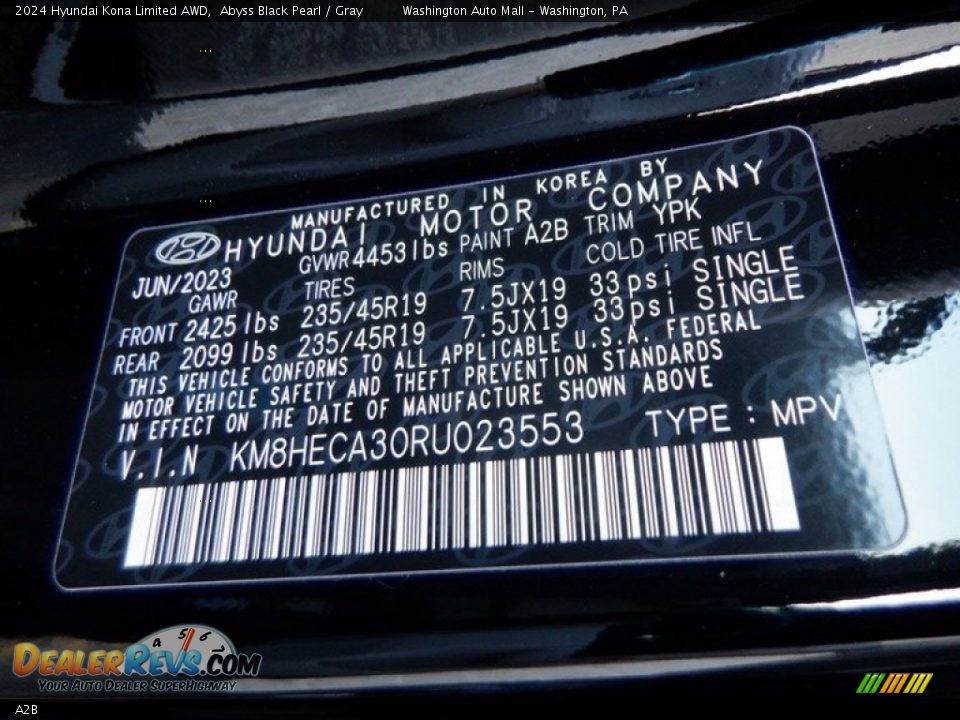 2024 Hyundai Kona Limited AWD, Abyss Black Pearl / Gray Washington Auto Mall - Washington, PA
MANUFACTURED IN KOREA BY
HYUNDAI MOTOR COMPANY
JUN/2023 GVWR 4453 lbs PAINT A2B TRIM YPK
GAWR TIRES RIMS COLD TIRE INFL
FRONT 2425 lbs 235/45R19 7.5JX19 33psi SINGLE
REAR 2099 lbs 235/45R19 7.5JX19 33psi SINGLE
THIS VEHICLE CONFORMS TO ALL APPLICABLE U.S.A. FEDERAL
MOTOR VEHICLE SAFETY AND THEFT PREVENTION STANDARDS
IN EFFECT ON THE DATE OF MANUFACTURE SHOWN ABOVE
V.I.N KM8HECA30RU023553 TYPE : MPV
4 5 6
DEALERREVS.COM
YOUR AUTO DEALER SUPERHIGHWAY
A2B